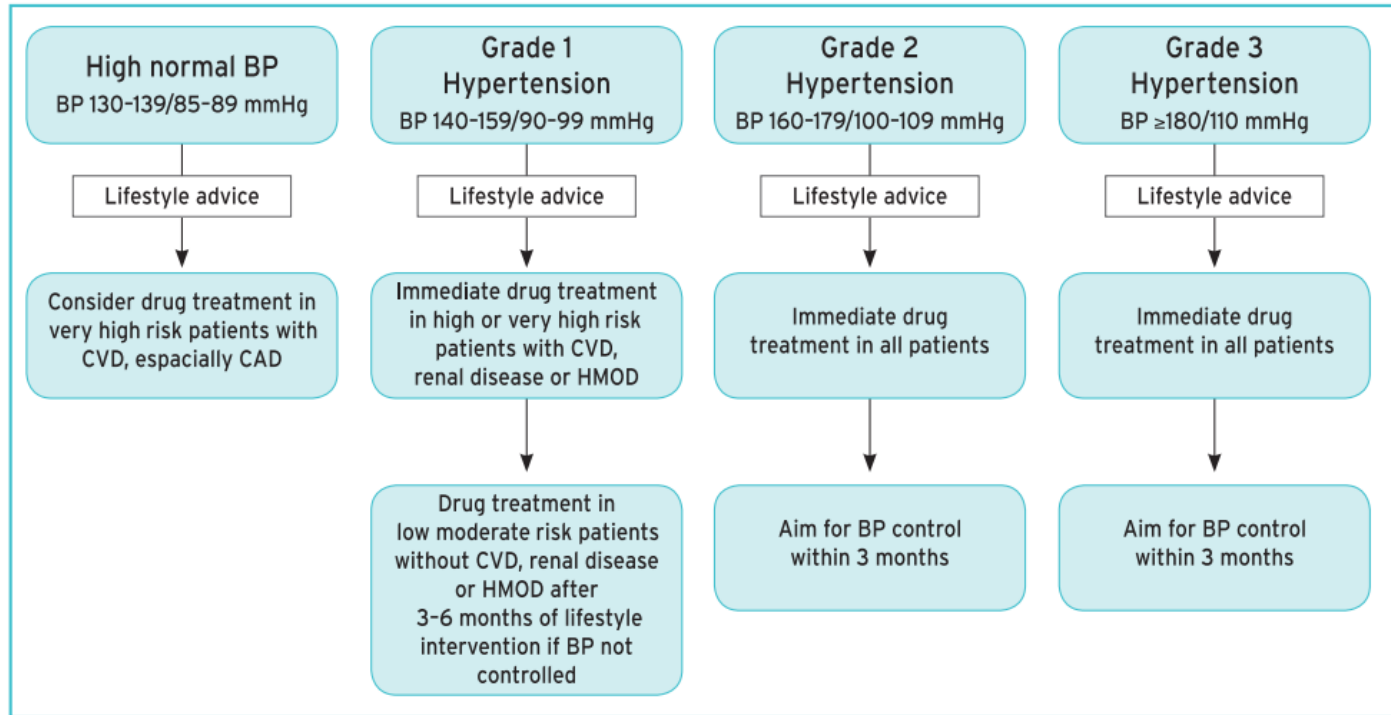 High normal BP
BP 130–139/85–89 mmHg
Lifestyle advice
Consider drug treatment in
very high risk patients with
CVD, espacially CAD
Grade 1
Hypertension
BP 140–159/90–99 mmHg
Lifestyle advice
Immediate drug treatment
in high or very high risk
patients with CVD,
renal disease or HMOD
Drug treatment in
low moderate risk patients
without CVD, renal disease
or HMOD after
3–6 months of lifestyle
intervention if BP not
controlled
Grade 2
Hypertension
BP 160–179/100–109 mmHg
Lifestyle advice
Immediate drug
treatment in all patients
Aim for BP control
within 3 months
Grade 3
Hypertension
BP ≥180/110 mmHg
Lifestyle advice
Immediate drug
treatment in all patients
Aim for BP control
within 3 months